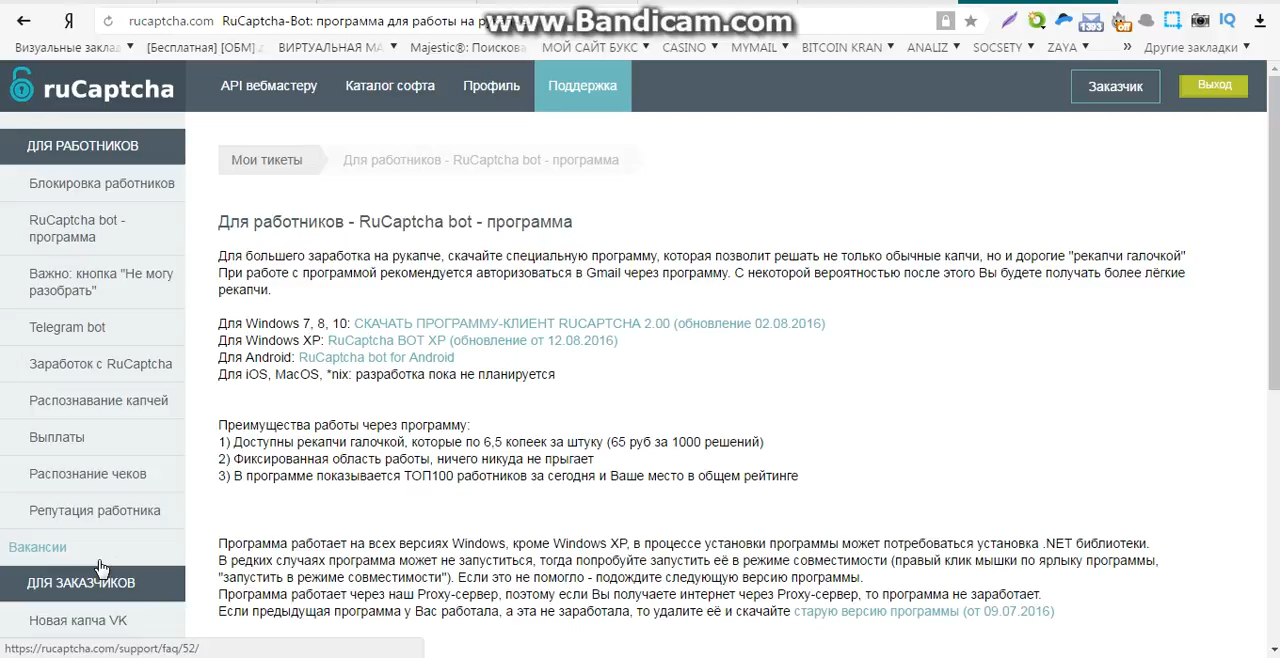 rucaptcha.com RuCaptcha-Bot: программа для работы на
www.Bandicam.com
Визуальные заклад
[Бесплатная] [ОБМ]
ВИРТУАЛЬНАЯ МА
Majestic®: Поискова
МОЙ САЙТ БУКС
CASINO
MYMAIL
BITCOIN KRAN
ANALIZ
SOCSETY
ZAYA
» Другие закладки
ruCaptcha
API вебмастеру
Каталог софта
Профиль
Поддержка
Заказчик
Выход
ДЛЯ РАБОТНИКОВ
Блокировка работников
RuCaptcha bot -
программа
Важно: кнопка "Не могу
разобрать"
Telegram bot
Заработок с RuCaptcha
Распознавание капчей
Выплаты
Распознание чеков
Репутация работника
Вакансии
ДЛЯ ЗАКАЗЧИКОВ
Новая капча VK
Мои тикеты
Для работников - RuCaptcha bot - программа
Для работников - RuCaptcha bot - программа
Для большего заработка на рукапче, скачайте специальную программу, которая позволит решать не только обычные капчи, но и дорогие "рекапчи галочкой"
При работе с программой рекомендуется авторизоваться в Gmail через программу. С некоторой вероятностью после этого Вы будете получать более лёгкие
рекапчи.
Для Windows 7, 8, 10: СКАЧАТЬ ПРОГРАММУ-КЛИЕНТ RUCAPTCHA 2.00 (обновление 02.08.2016)
Для Windows XP: RuCaptcha BOT XP (обновление от 12.08.2016)
Для Android: RuCaptcha bot for Android
Для iOS, MacOS, *nix: разработка пока не планируется
Преимущества работы через программу:
1) Доступны рекапчи галочкой, которые по 6,5 копеек за штуку (65 руб за 1000 решений)
2) Фиксированная область работы, ничего никуда не прыгает
3) В программе показывается ТОП100 работников за сегодня и Ваше место в общем рейтинге
Программа работает на всех версиях Windows, кроме Windows XP, в процессе установки программы может потребоваться установка .NET библиотеки.
В редких случаях программа может не запуститься, тогда попробуйте запустить её в режиме совместимости (правый клик мышки по ярлыку программы,
"запустить в режиме совместимости"). Если это не помогло - подождите следующую версию программы.
Программа работает через наш Proxy-сервер, поэтому если Вы получаете интернет через Proxy-сервер, то программа не заработает.
Если предыдущая программа у Вас работала, а эта не заработала, то удалите её и скачайте старую версию программы (от 09.07.2016)
https://rucaptcha.com/support/faq/52/